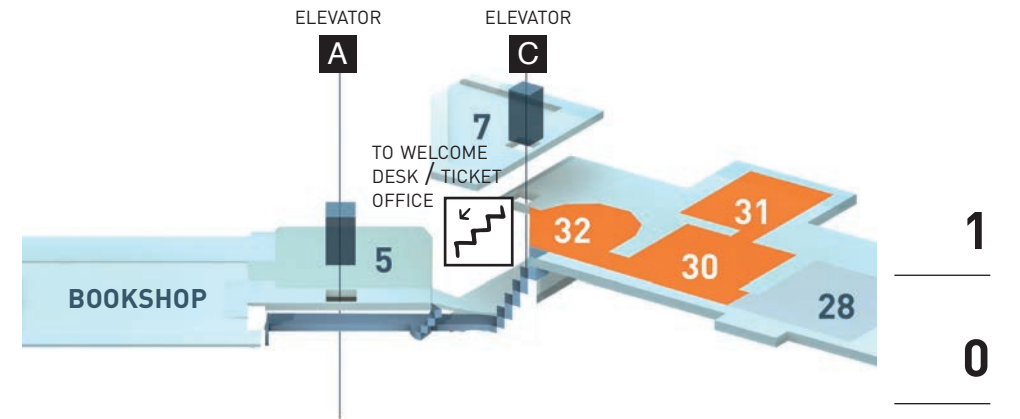 ELEVATOR
A
ELEVATOR
C
7
TO WELCOME
DESK / TICKET
OFFICE
32
31
30
5
28
BOOKSHOP
1
0